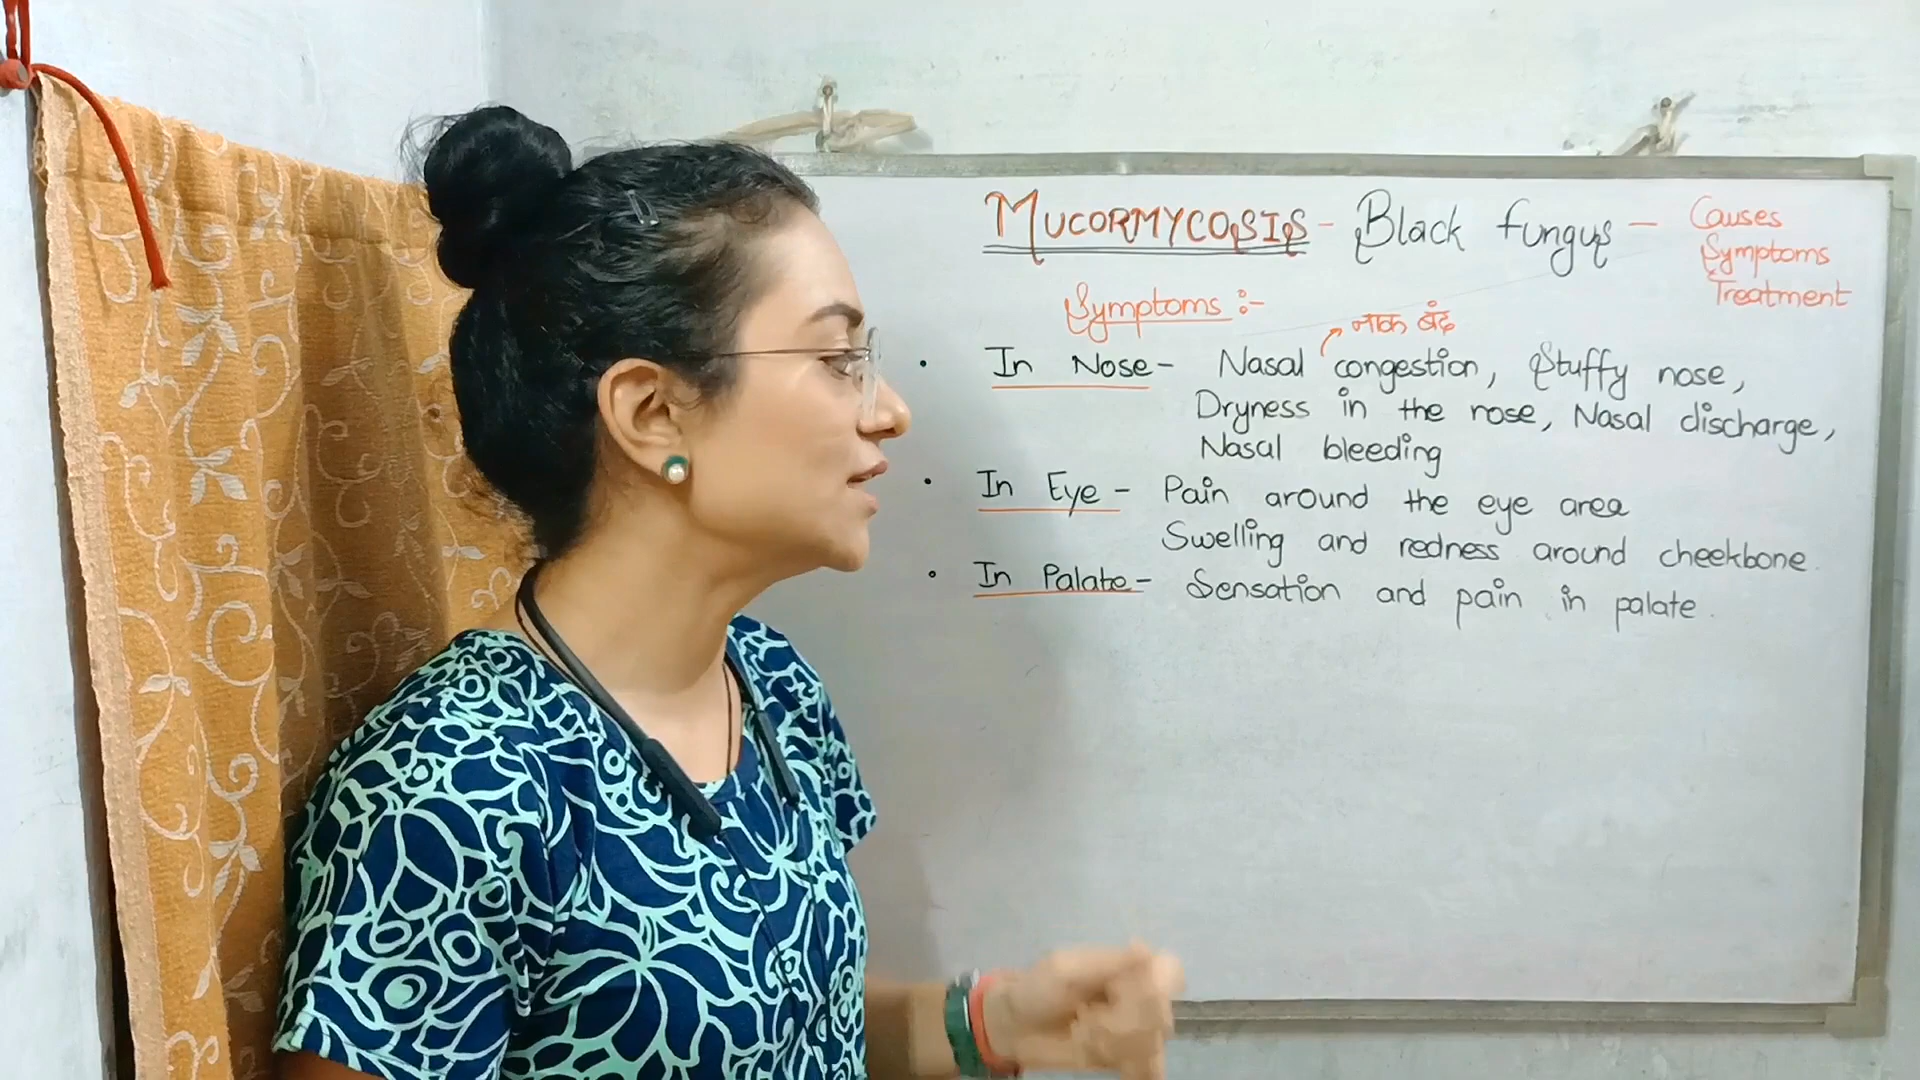 MUCORMYCOSIS - Black fungus - Causes
Symptoms
Treatment
Symptoms :-
नाक बंद
• In Nose - Nasal congestion, Stuffy nose,
Dryness in the nose, Nasal discharge,
Nasal bleeding
• In Eye - Pain around the eye area
Swelling and redness around cheekbone.
• In Palate - Sensation and pain in palate.